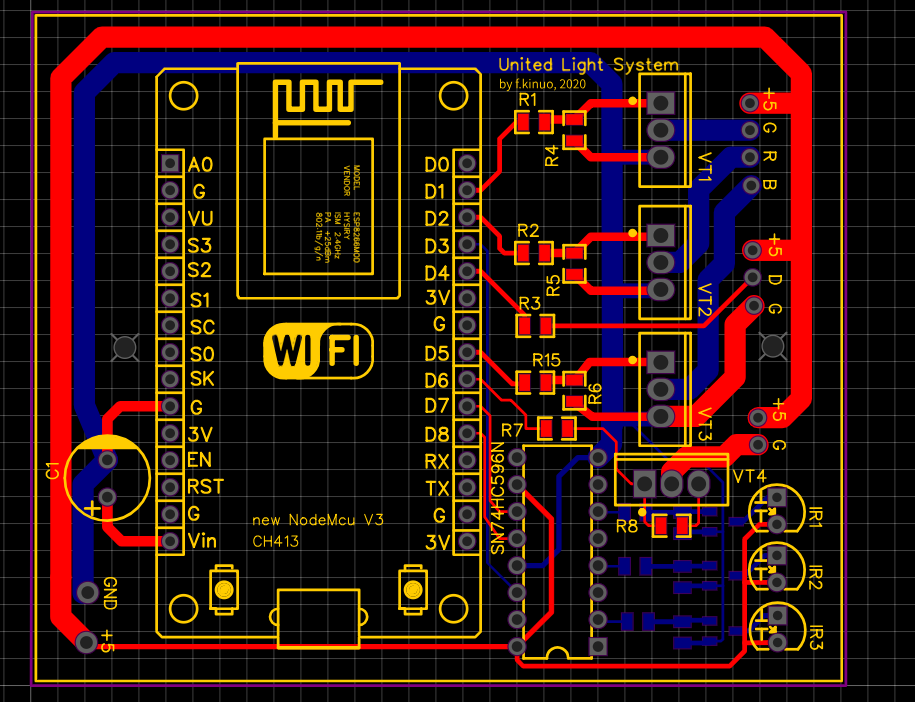 United Light System
by f.kinuo, 2020
R1
R4
VT1
+5
G
R
B
MODEL
VENDOR
ESP8266MOD
ISM 2.4GHz
PA +25dBm
802.11b/g/n
A0
G
VU
S3
S2
S1
SC
S0
SK
G
3V
EN
RST
G
Vin
D0
D1
D2
D3
D4
3V
G
D5
D6
D7
D8
RX
TX
G
3V
R2
R5
VT2
+5
D
G
R3
WI FI
R15
R6
VT3
+5
G
R7
SN74HC596N
VT4
R8
C1
+
new NodeMcu V3
CH413
IR1
IR2
IR3
GND
+5